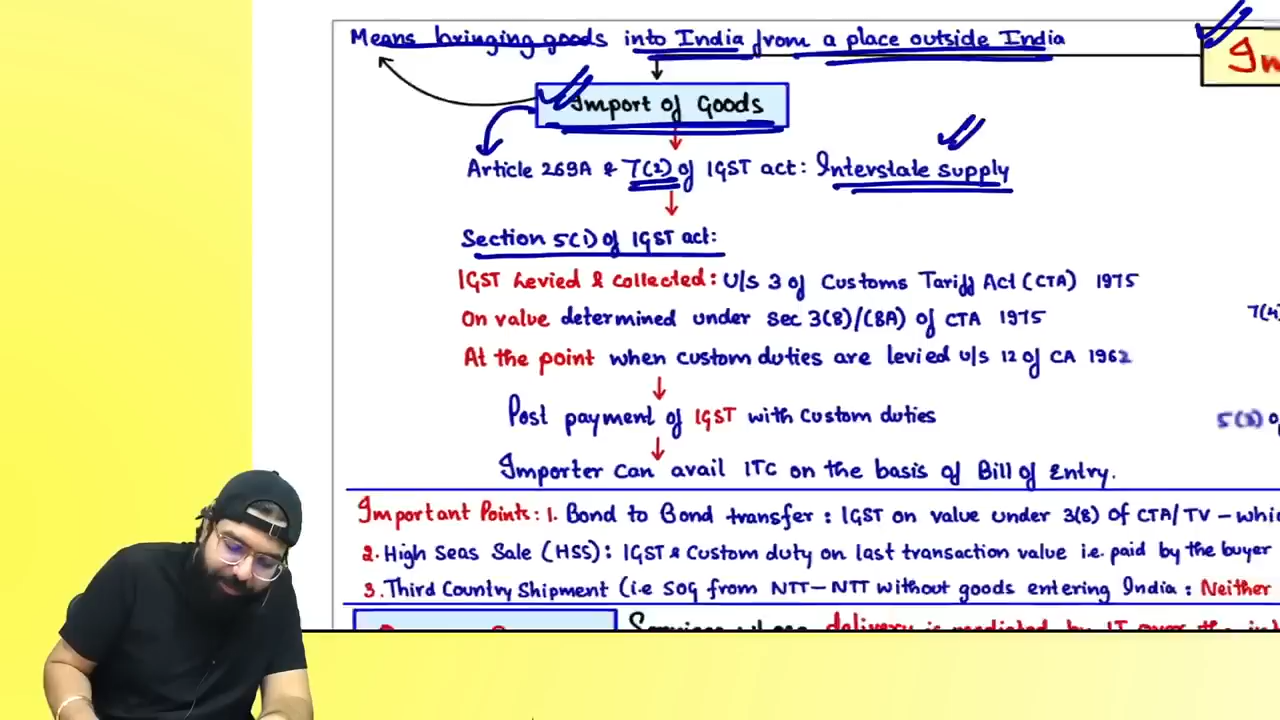 Means bringing goods into India from a place outside India
Im
Import of Goods
Article 269A & 7(2) of IGST act: Interstate supply
Section 5(1) of IGST act:
IGST Levied & collected: U/s 3 of Customs Tariff Act (CTA) 1975
On value determined under Sec 3(8)/(8A) of CTA 1975
7(4)
At the point when custom duties are levied u/s 12 of CA 1962
Post payment of IGST with Custom duties
Importer can avail ITC on the basis of Bill of Entry.
Important Points: 1. Bond to Bond transfer: IGST on value under 3(8) of CTA/TV – whi
2. High Seas Sale (HSS): IGST & Custom duty on last transaction value i.e. paid by the buyer
3. Third Country Shipment (i.e SOG from NTT–NTT without goods entering India: Neither